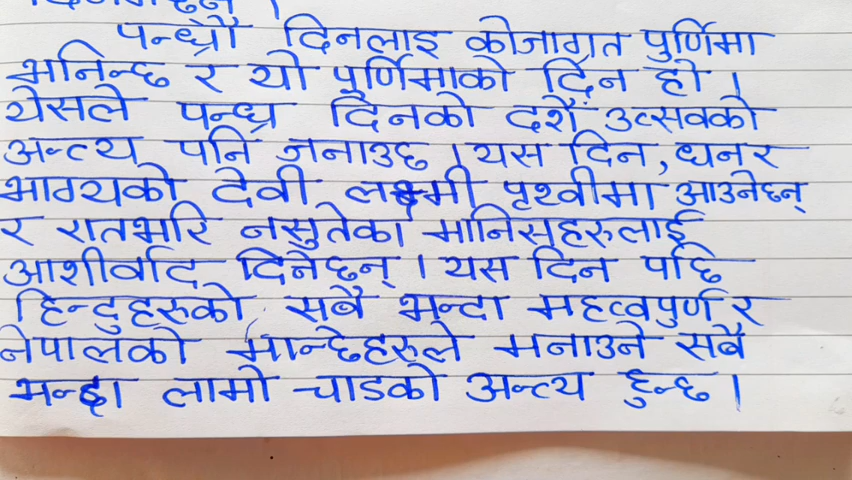 पन्ध्रौं दिनलाइ कोजाग्रत पुर्णिमा
भनिन्छ र यो पुर्णिमाको दिन हो ।
येसले पन्ध्र दिनको दशैं उत्सवको
अन्त्य पनि जनाउछ । यस दिन, धन र
भाग्यको देवी लक्ष्मी पृथ्वीमा आउनेछन्
र रातभरि नसुतेका मानिसहरुलाई
आशीर्वाद दिनेछन् । यस दिन पछि
हिन्दुहरुको सबै भन्दा महत्वपुर्ण र
नेपालको मान्छेहरुले मनाउने सबै
भन्दा लामो चाडको अन्त्य हुन्छ ।